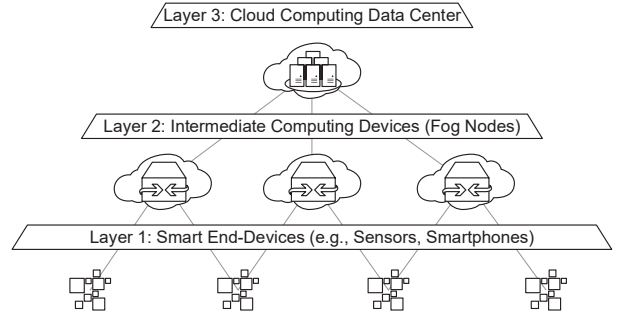 Layer 3: Cloud Computing Data Center
Layer 2: Intermediate Computing Devices (Fog Nodes)
Layer 1: Smart End-Devices (e.g., Sensors, Smartphones)